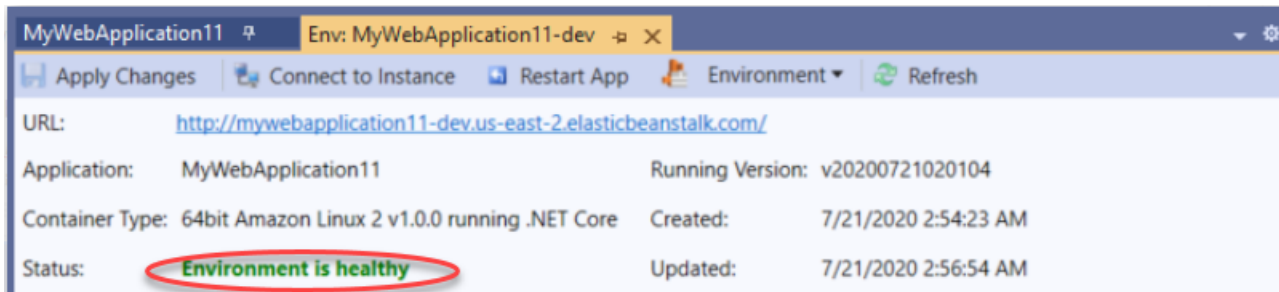 MyWebApplication11 Env: MyWebApplication11-dev
Apply Changes Connect to Instance Restart App Environment Refresh
URL: http://mywebapplication11-dev.us-east-2.elasticbeanstalk.com/
Application: MyWebApplication11 Running Version: v20200721020104
Container Type: 64bit Amazon Linux 2 v1.0.0 running .NET Core Created: 7/21/2020 2:54:23 AM
Status: Environment is healthy Updated: 7/21/2020 2:56:54 AM